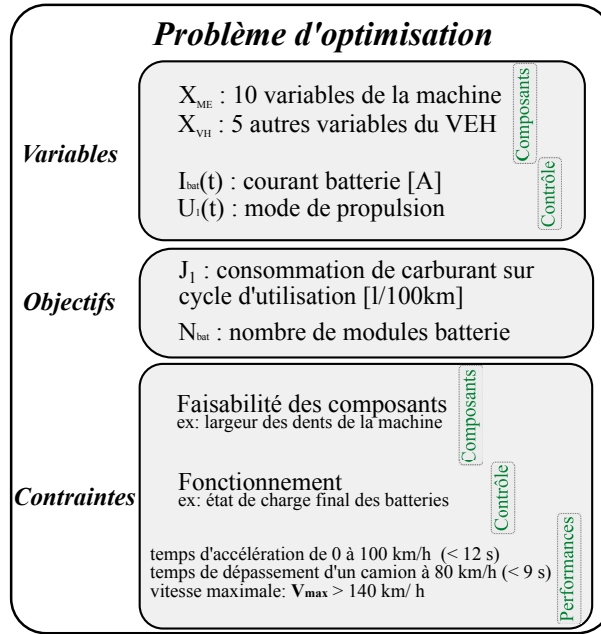 Problème d'optimisation
Variables
X_ME : 10 variables de la machine
X_VH : 5 autres variables du VEH
Composants
I_bat(t) : courant batterie [A]
U_1(t) : mode de propulsion
Contrôle
Objectifs
J_1 : consommation de carburant sur
cycle d'utilisation [l/100km]
N_bat : nombre de modules batterie
Contraintes
Faisabilité des composants
ex: largeur des dents de la machine
Composants
Fonctionnement
ex: état de charge final des batteries
Contrôle
temps d'accélération de 0 à 100 km/h (< 12 s)
temps de dépassement d'un camion à 80 km/h (< 9 s)
vitesse maximale: V_max > 140 km/ h
Performances